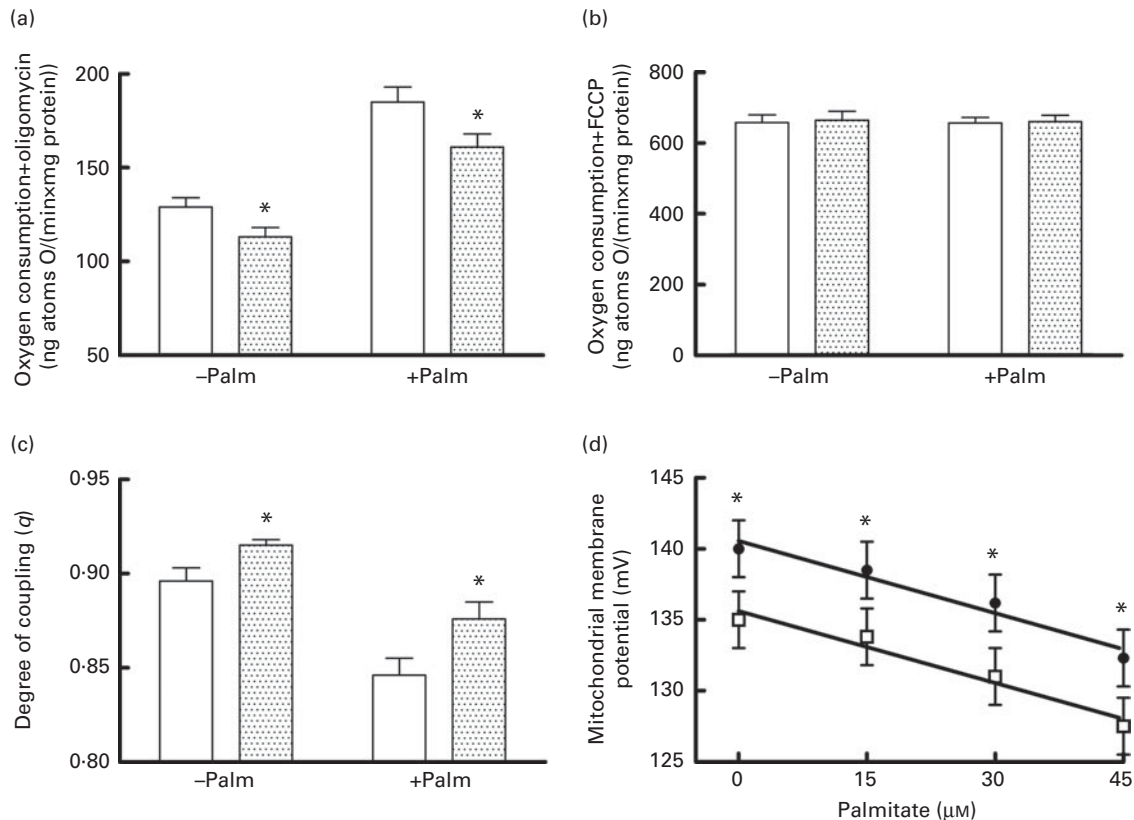 (a)
Oxygen consumption+oligomycin
(ng atoms O/(min×mg protein))
200
150
100
50
*
*
–Palm
+Palm
(b)
Oxygen consumption+FCCP
(ng atoms O/(min×mg protein))
800
600
400
200
0
–Palm
+Palm
(c)
Degree of coupling (q)
0·95
0·90
0·85
0·80
*
*
–Palm
+Palm
(d)
Mitochondrial membrane
potential (mV)
145
140
135
130
125
*
*
*
*
0
15
30
45
Palmitate (µM)